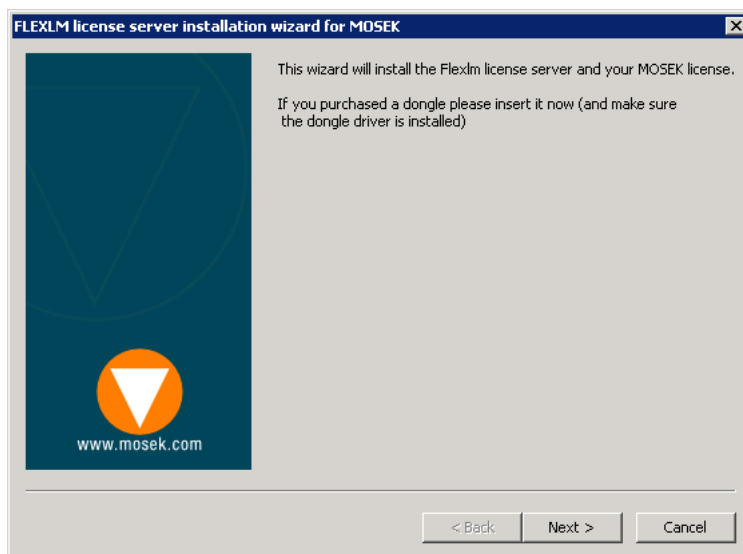 FLEXLM license server installation wizard for MOSEK
This wizard will install the Flexlm license server and your MOSEK license.
If you purchased a dongle please insert it now (and make sure
the dongle driver is installed)
www.mosek.com
< Back
Next >
Cancel